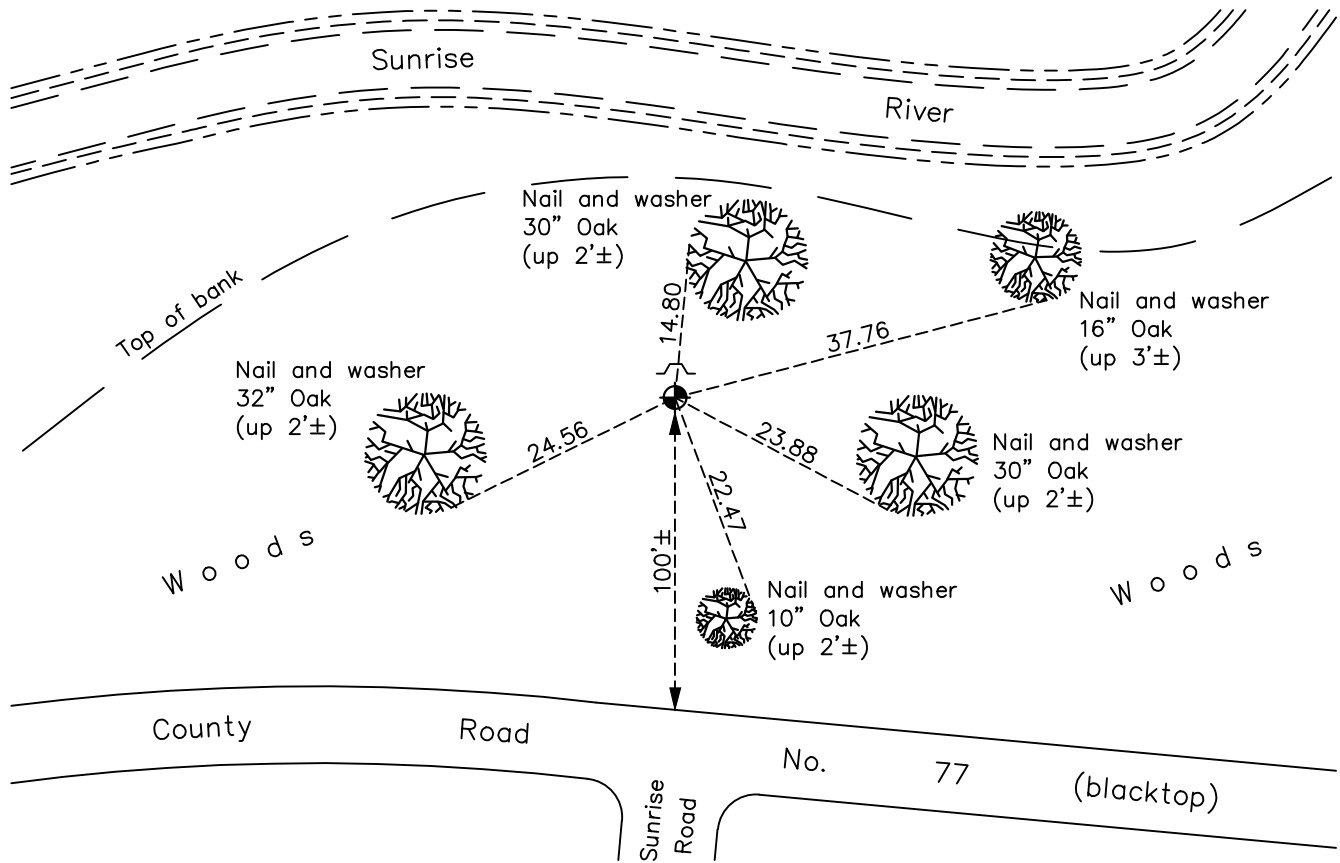 Sunrise
River
Nail and washer
30" Oak
(up 2'±)
Top of bank
14.80
Nail and washer
16" Oak
(up 3'±)
37.76
Nail and washer
32" Oak
(up 2'±)
24.56
23.88
Nail and washer
30" Oak
(up 2'±)
22.47
100'±
Woods
Woods
Nail and washer
10" Oak
(up 2'±)
County Road No. 77 (blacktop)
Sunrise
Road